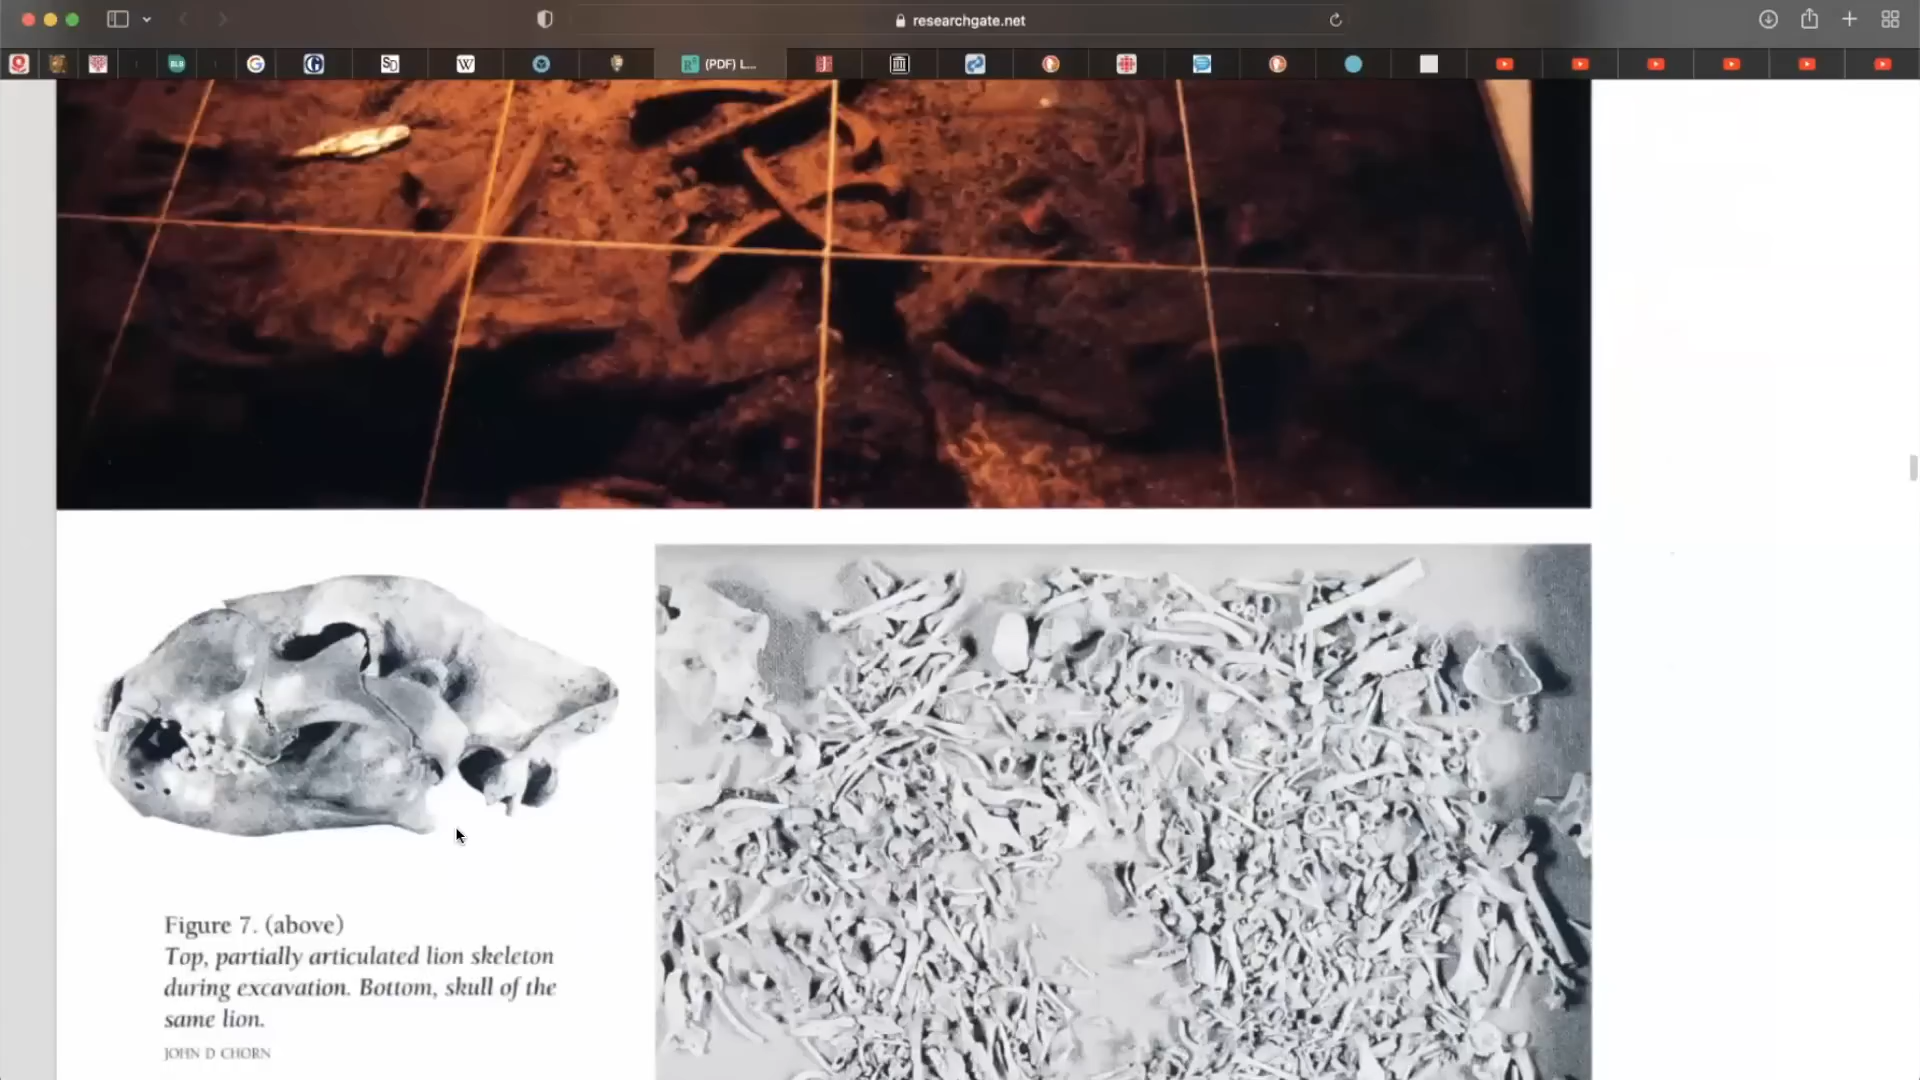 researchgate.net
(PDF) L...
Figure 7. (above)
Top, partially articulated lion skeleton
during excavation. Bottom, skull of the
same lion.
JOHN D CHORN